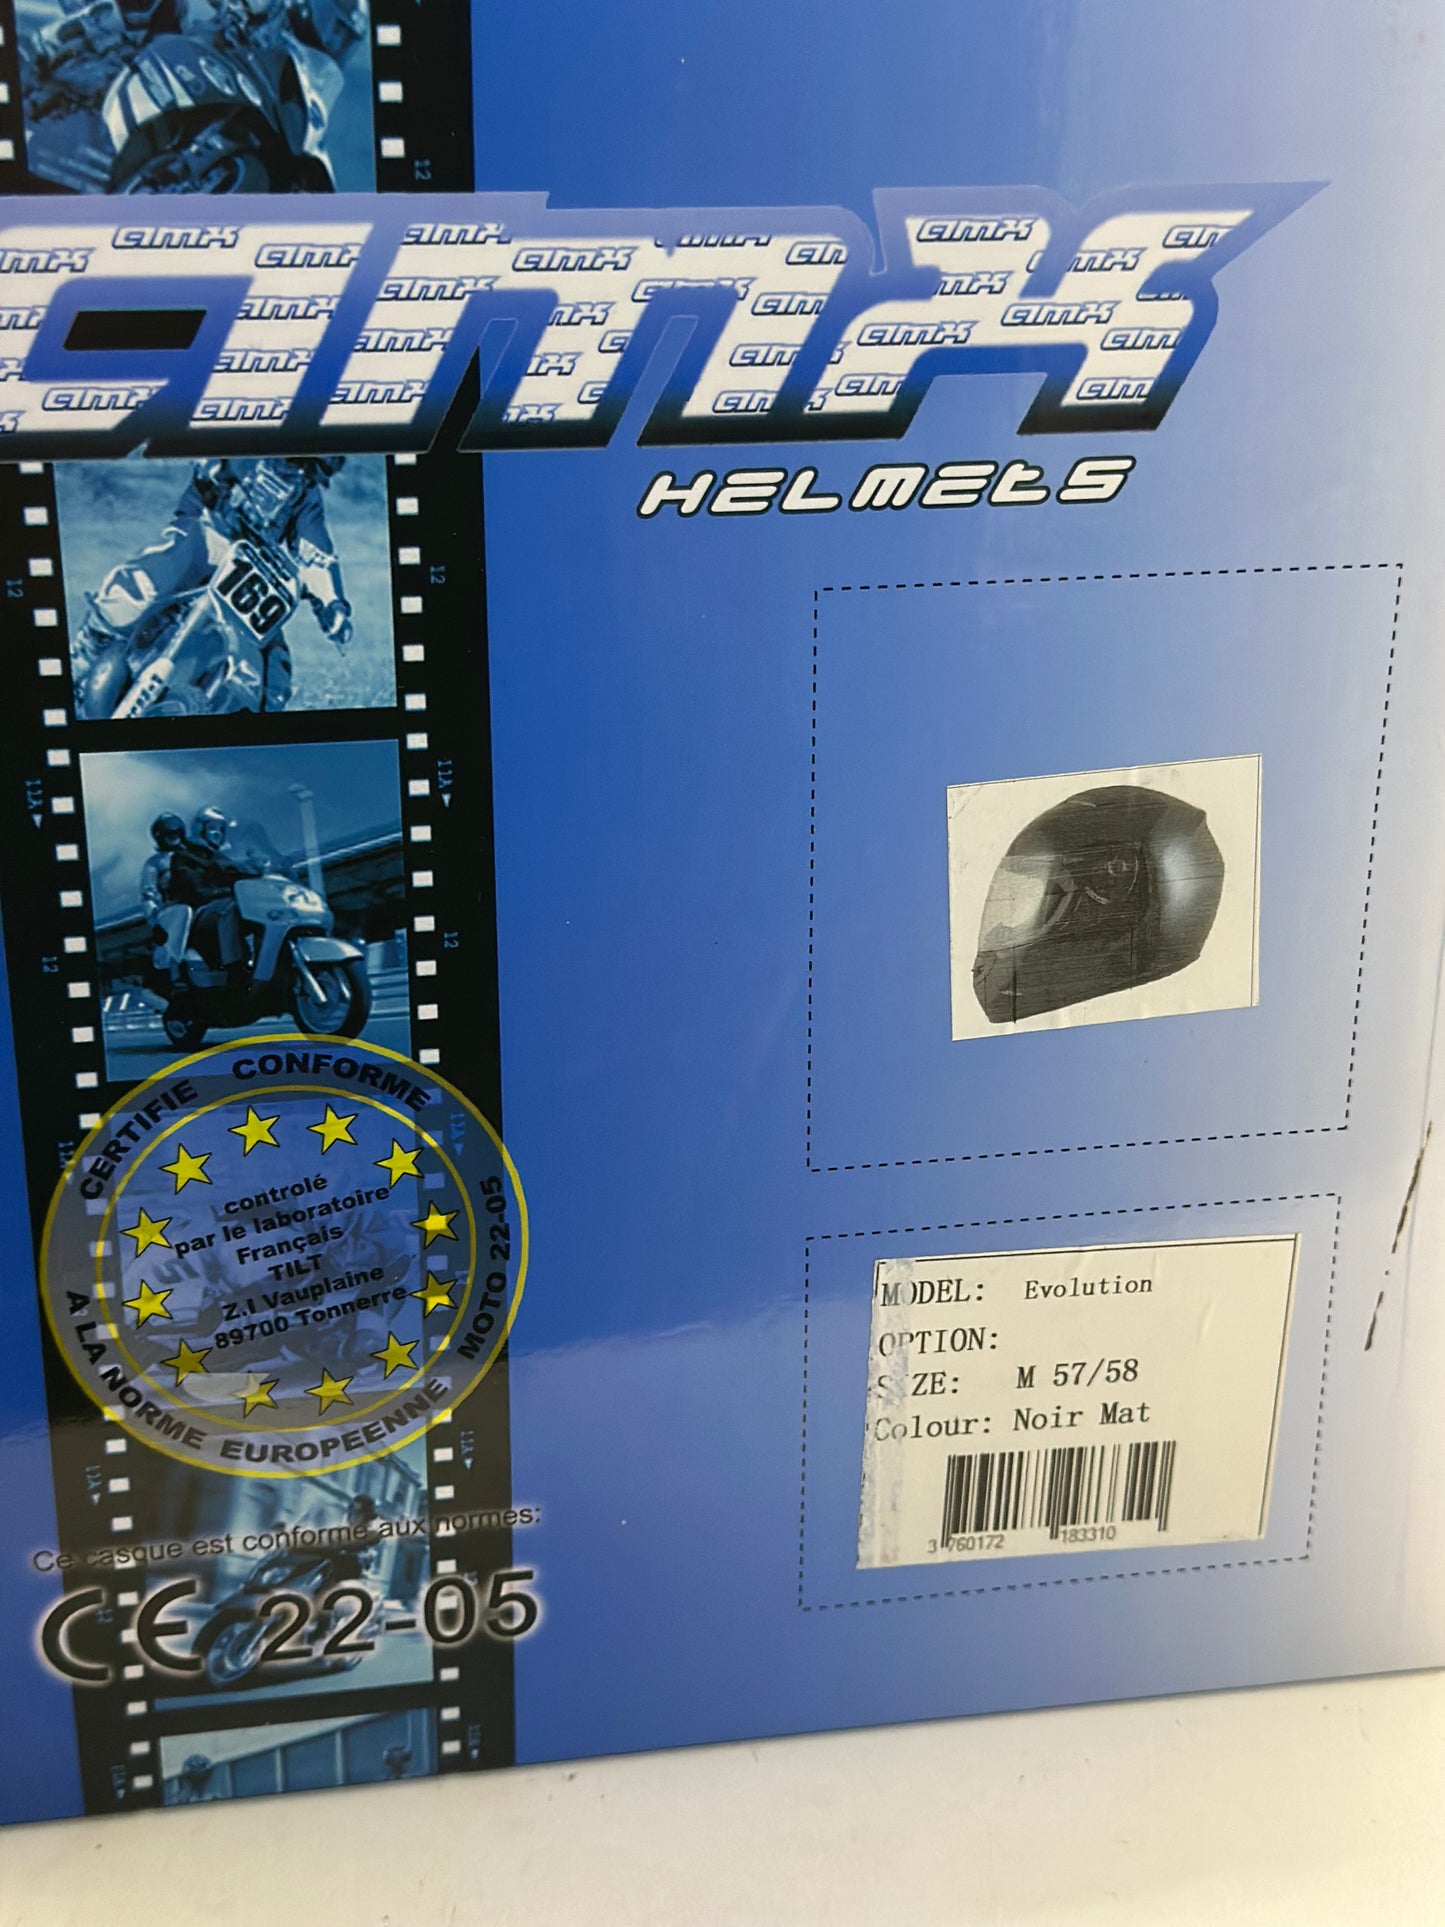 amx
HELMETS
169
CERTIFIE CONFORME
A LA NORME EUROPEENNE MOTO 22-05
controlé
par le laboratoire
Français
TILT
Z.I Vauplaine
89700 Tonnerre
Ce casque est conforme aux normes:
CE 22-05
MODEL: Evolution
OPTION:
SIZE: M 57/58
Colour: Noir Mat
3 760172 183310